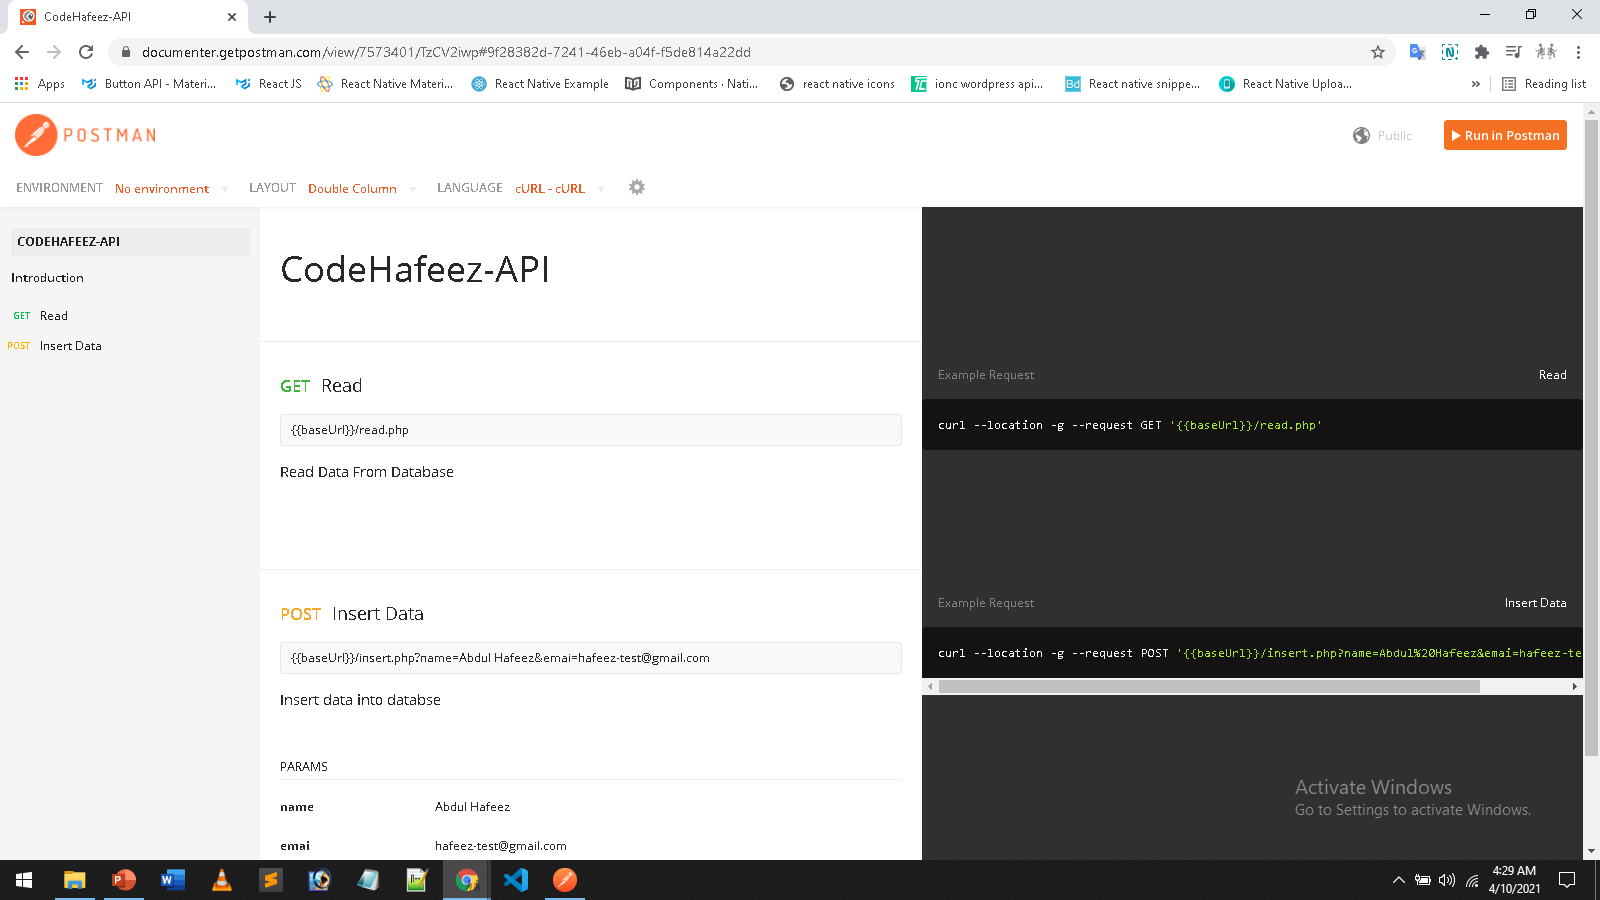 CodeHafeez-API
documenter.getpostman.com/view/7573401/TzCV2iwp#9f28382d-7241-46eb-a04f-f5de814a22dd
Apps Button API - Materi... React JS React Native Materi... React Native Example Components · Nati... react native icons ionc wordpress api... React native snippe... React Native Uploa... » Reading list
POSTMAN
Public Run in Postman
ENVIRONMENT No environment LAYOUT Double Column LANGUAGE cURL - cURL
CODEHAFEEZ-API
Introduction
GET Read
POST Insert Data
CodeHafeez-API
GET Read
{{baseUrl}}/read.php
Read Data From Database
POST Insert Data
{{baseUrl}}/insert.php?name=Abdul Hafeez&emai=hafeez-test@gmail.com
Insert data into databse
PARAMS
name Abdul Hafeez
emai hafeez-test@gmail.com
Example Request Read
curl --location -g --request GET '{{baseUrl}}/read.php'
Example Request Insert Data
curl --location -g --request POST '{{baseUrl}}/insert.php?name=Abdul%20Hafeez&emai=hafeez-te
Activate Windows
Go to Settings to activate Windows.
4:29 AM
4/10/2021